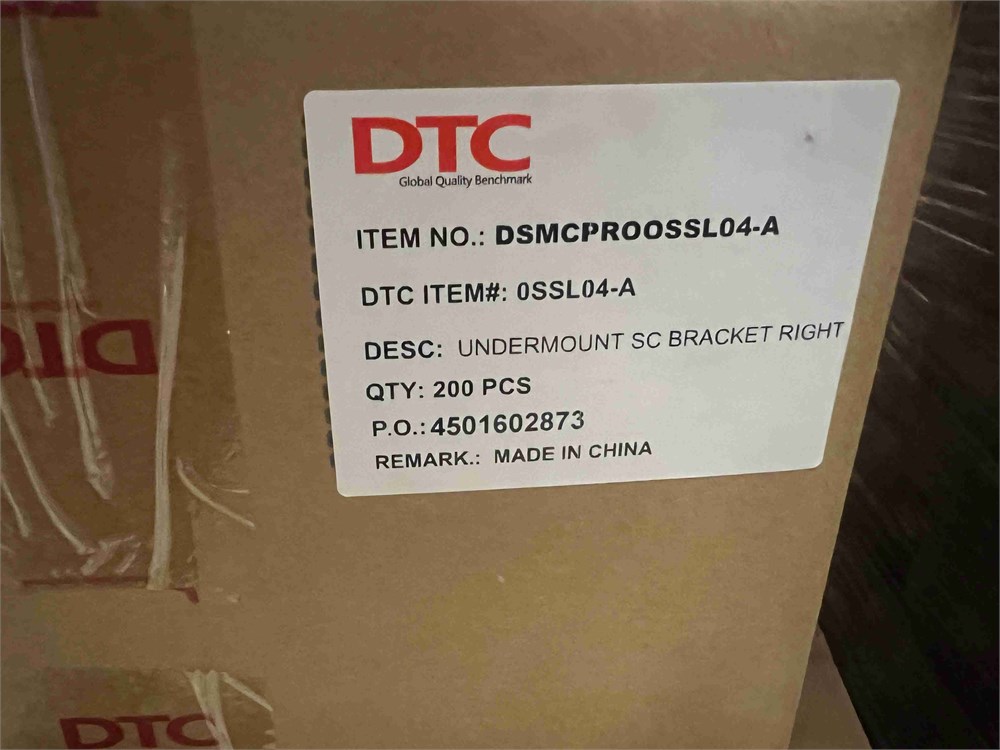 DTC
Global Quality Benchmark
ITEM NO.: DSMCPROOSSL04-A
DTC ITEM#: 0SSL04-A
DESC: UNDERMOUNT SC BRACKET RIGHT
QTY: 200 PCS
P.O.: 4501602873
REMARK.: MADE IN CHINA
DTC
DTC